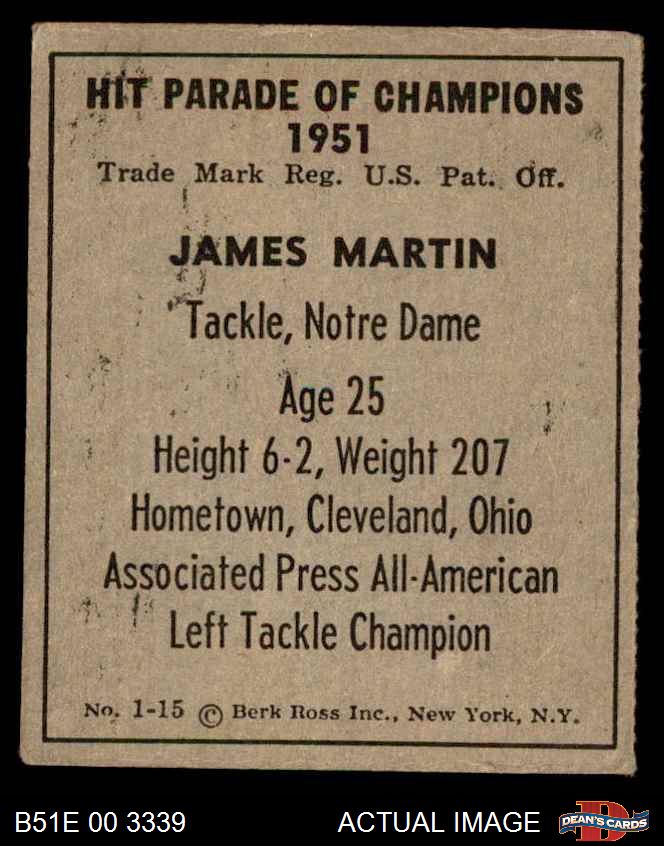 HIT PARADE OF CHAMPIONS
1951
Trade Mark Reg. U.S. Pat. Off.
JAMES MARTIN
Tackle, Notre Dame
Age 25
Height 6-2, Weight 207
Hometown, Cleveland, Ohio
Associated Press All-American
Left Tackle Champion
No. 1-15 © Berk Ross Inc., New York, N.Y.
B51E 00 3339 ACTUAL IMAGE
D
DEAN'S CARDS